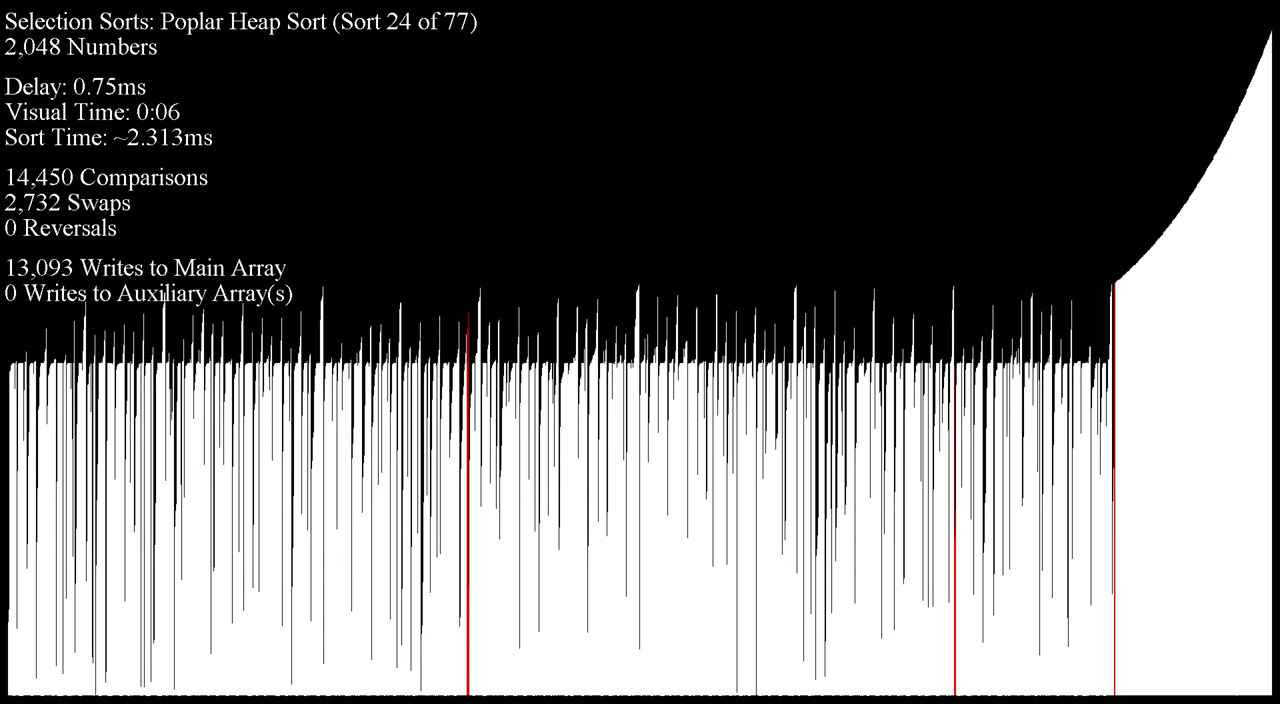 Selection Sorts: Poplar Heap Sort (Sort 24 of 77)
2,048 Numbers
Delay: 0.75ms
Visual Time: 0:06
Sort Time: ~2.313ms
14,450 Comparisons
2,732 Swaps
0 Reversals
13,093 Writes to Main Array
0 Writes to Auxiliary Array(s)